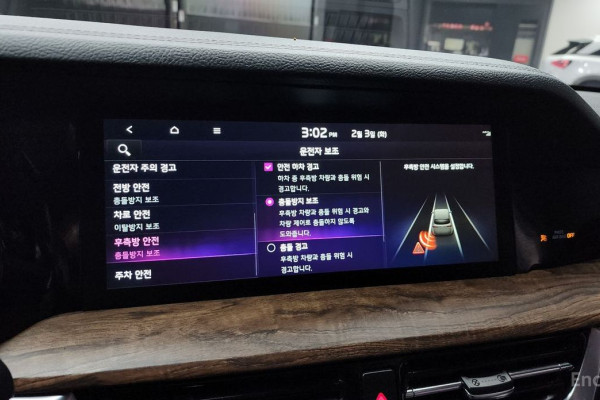 3:02 PM 2월 3일 (화)
운전자 보조
운전자 주의 경고
전방 안전
충돌방지 보조
차로 안전
이탈방지 보조
후측방 안전
충돌방지 보조
주차 안전
안전 하차 경고
하차 중 후측방 차량과 충돌 위험 시
경고합니다.
충돌방지 보조
후측방 차량과 충돌 위험 시 경고와
차량 제어로 충돌하지 않도록
도와줍니다.
충돌 경고
후측방 차량과 충돌 위험 시
경고합니다.
후측방 안전 시스템을 설정합니다.
OFF
Enc